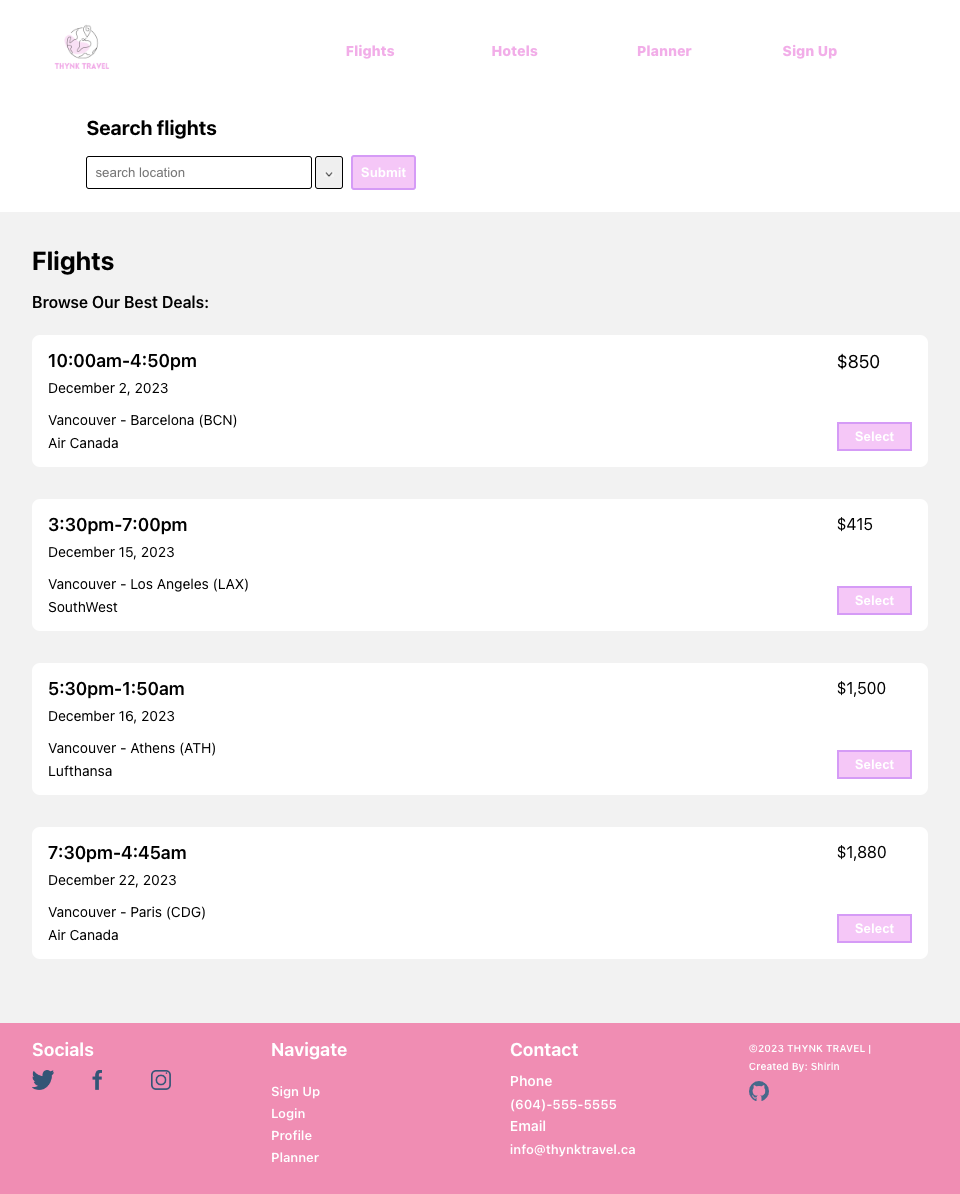 THYNK TRAVEL
Flights
Hotels
Planner
Sign Up
Search flights
search location
Submit
Flights
Browse Our Best Deals:
10:00am-4:50pm
$850
December 2, 2023
Vancouver - Barcelona (BCN)
Air Canada
Select
3:30pm-7:00pm
$415
December 15, 2023
Vancouver - Los Angeles (LAX)
SouthWest
Select
5:30pm-1:50am
$1,500
December 16, 2023
Vancouver - Athens (ATH)
Lufthansa
Select
7:30pm-4:45am
$1,880
December 22, 2023
Vancouver - Paris (CDG)
Air Canada
Select
Socials
Navigate
Sign Up
Login
Profile
Planner
Contact
Phone
(604)-555-5555
Email
info@thynktravel.ca
©2023 THYNK TRAVEL |
Created By: Shirin